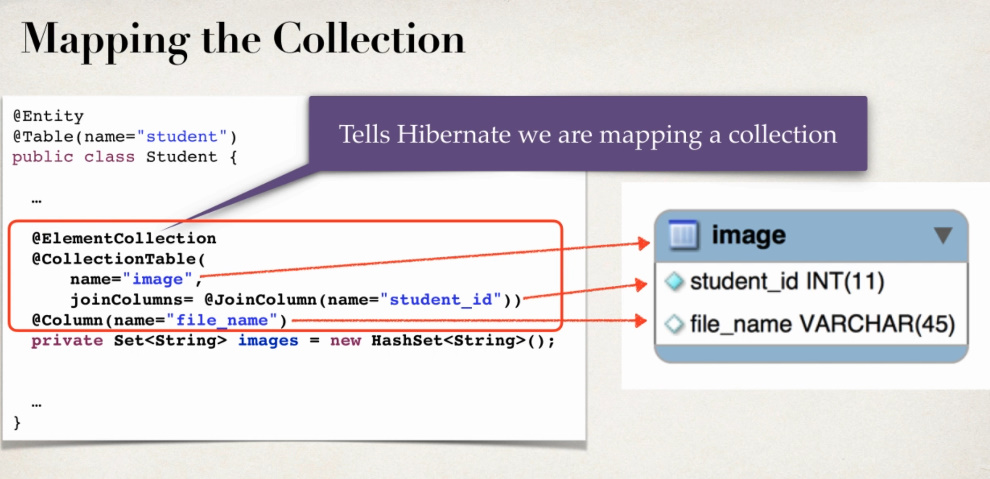 Mapping the Collection
@Entity
@Table(name="student")
public class Student {
Tells Hibernate we are mapping a collection
…
@ElementCollection
@CollectionTable(
name="image",
joinColumns= @JoinColumn(name="student_id"))
@Column(name="file_name")
private Set<String> images = new HashSet<String>();
…
}
image
student_id INT(11)
file_name VARCHAR(45)